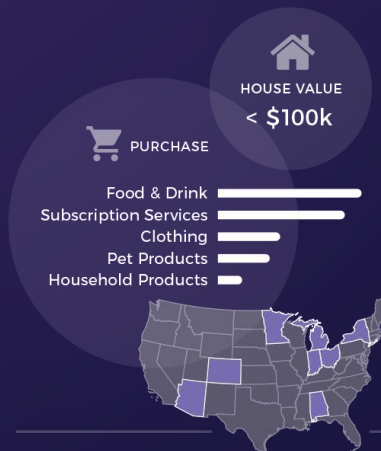 HOUSE VALUE
< $100k
PURCHASE
Food & Drink
Subscription Services
Clothing
Pet Products
Household Products